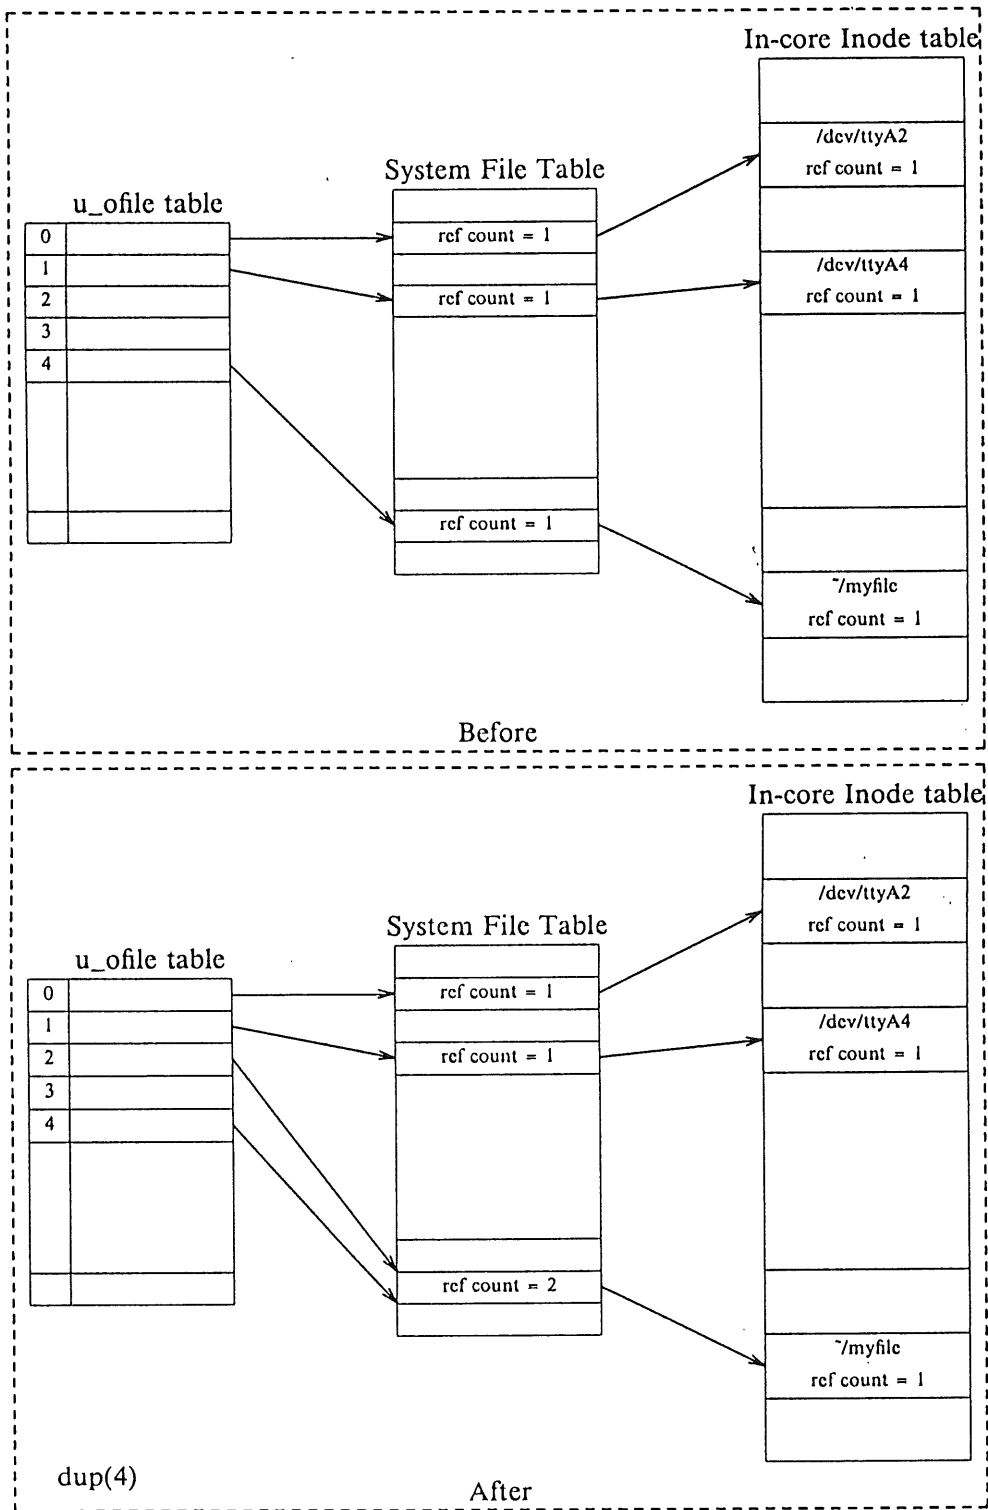 In-core Inode table
/dev/ttyA2
ref count = 1
System File Table
u_ofile table
0
ref count = 1
1
/dev/ttyA4
2
ref count = 1
ref count = 1
3
4
ref count = 1
~/myfile
ref count = 1
Before
In-core Inode table
/dev/ttyA2
ref count = 1
System File Table
u_ofile table
0
ref count = 1
1
/dev/ttyA4
2
ref count = 1
ref count = 1
3
4
ref count = 2
~/myfile
ref count = 1
dup(4)
After